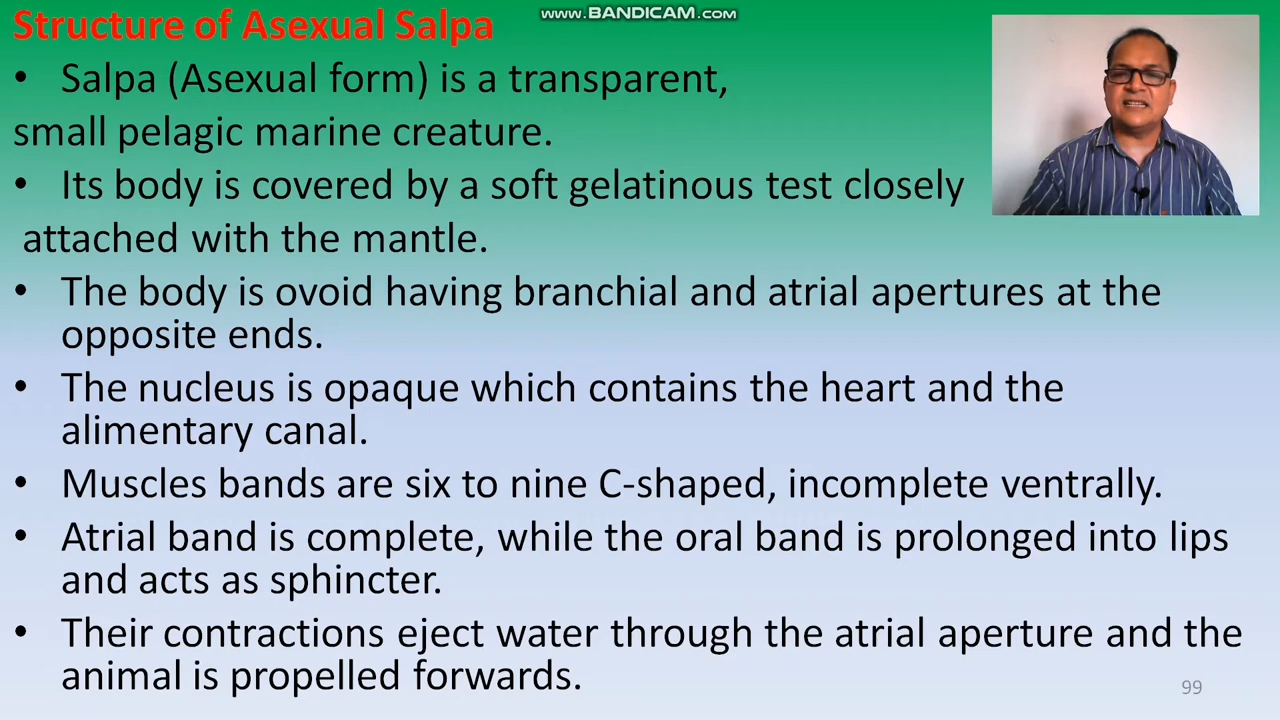 www.BANDICAM.com
Structure of Asexual Salpa
• Salpa (Asexual form) is a transparent,
small pelagic marine creature.
• Its body is covered by a soft gelatinous test closely
attached with the mantle.
• The body is ovoid having branchial and atrial apertures at the
opposite ends.
• The nucleus is opaque which contains the heart and the
alimentary canal.
• Muscles bands are six to nine C-shaped, incomplete ventrally.
• Atrial band is complete, while the oral band is prolonged into lips
and acts as sphincter.
• Their contractions eject water through the atrial aperture and the
animal is propelled forwards.
99